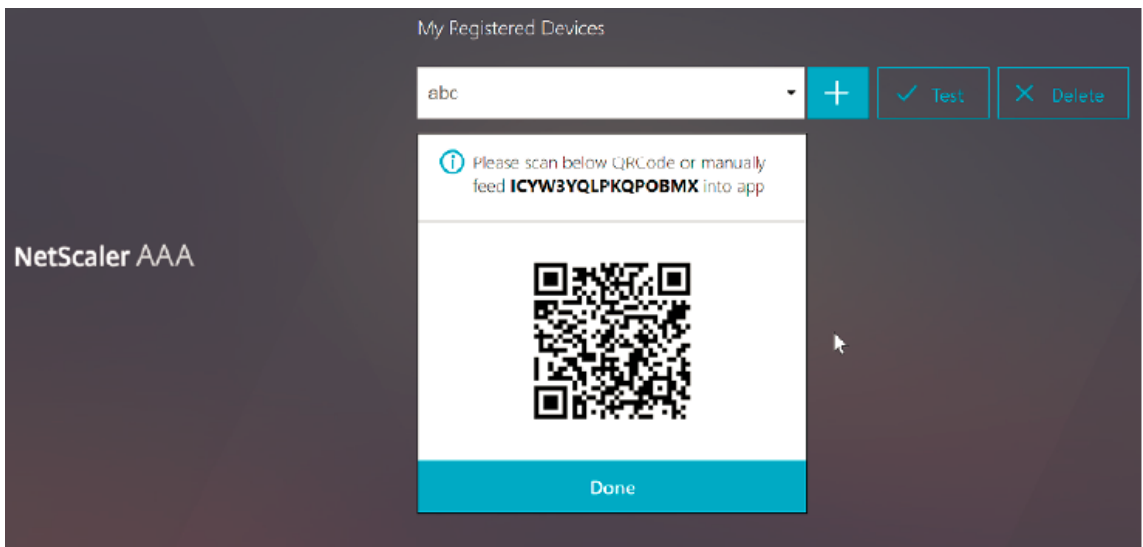 My Registered Devices
abc
Test
Delete
Please scan below QRCode or manually
feed ICYW3YQLPKQPOBMX into app
NetScaler AAA
Done